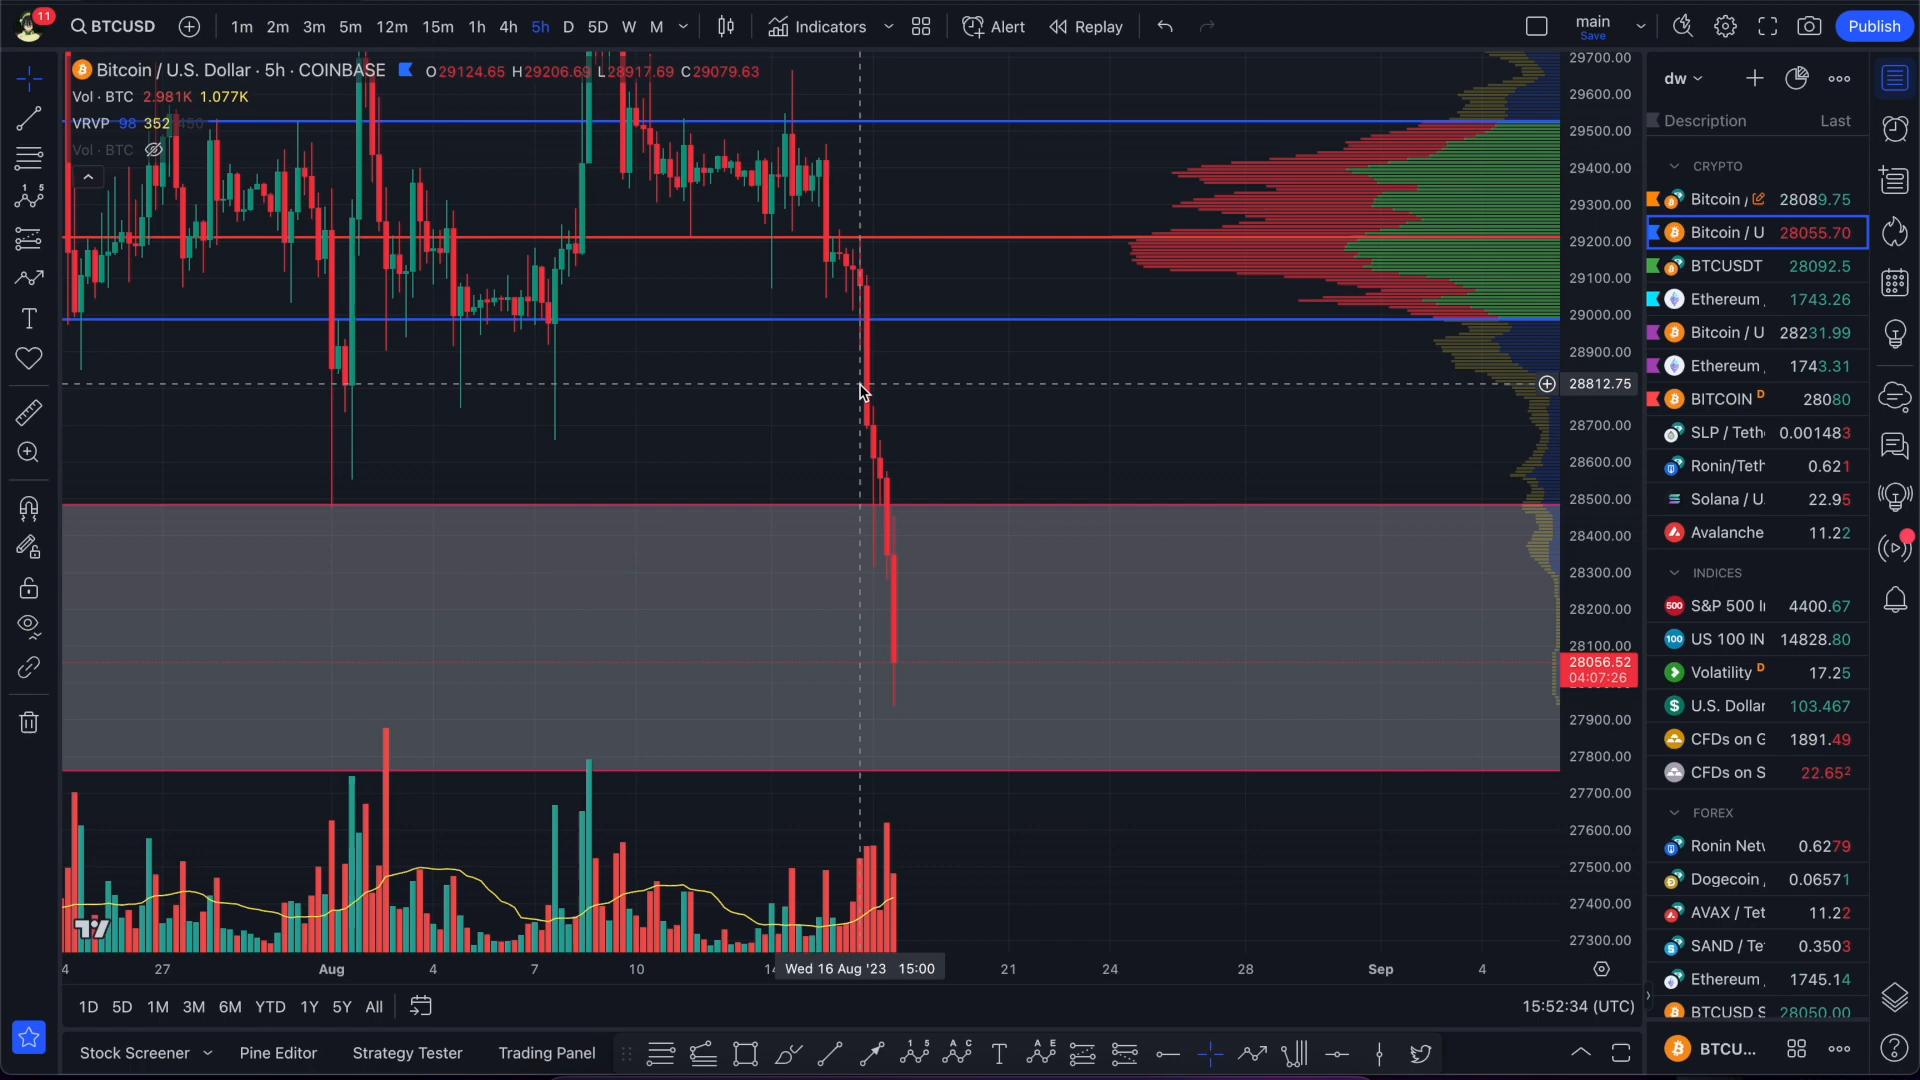 11
BTCUSD
1m 2m 3m 5m 12m 15m 1h 4h 5h D 5D W M
Indicators
Alert
Replay
main
Save
Publish
Bitcoin / U.S. Dollar · 5h · COINBASE
O29124.65 H29206.69 L28917.69 C29079.63
Vol · BTC 2.981K 1.077K
VRVP 98 352 450
Vol · BTC
29700.00
29600.00
29500.00
29400.00
29300.00
29200.00
29100.00
29000.00
28900.00
28812.75
28700.00
28600.00
28500.00
28400.00
28300.00
28200.00
28100.00
28056.52
04:07:26
27900.00
27800.00
27700.00
27600.00
27500.00
27400.00
27300.00
4 27 Aug 4 7 10 14 Wed 16 Aug '23 15:00 21 24 28 Sep 4
1D 5D 1M 3M 6M YTD 1Y 5Y All
15:52:34 (UTC)
Stock Screener
Pine Editor
Strategy Tester
Trading Panel
dw
Description Last
CRYPTO
Bitcoin / 28089.75
Bitcoin / U 28055.70
BTCUSDT 28092.5
Ethereum 1743.26
Bitcoin / U 28231.99
Ethereum 1743.31
BITCOIN D 28080
SLP / Teth 0.001483
Ronin/Teth 0.621
Solana / U. 22.95
Avalanche 11.22
INDICES
500 S&P 500 I 4400.67
100 US 100 IN 14828.80
Volatility D 17.25
U.S. Dollar 103.467
CFDs on G 1891.49
CFDs on S 22.65²
FOREX
Ronin Net 0.6279
Dogecoin 0.06571
AVAX / Tet 11.22
SAND / Te 0.3503
Ethereum 1745.14
BTCUSD S 28050.00
BTCU...